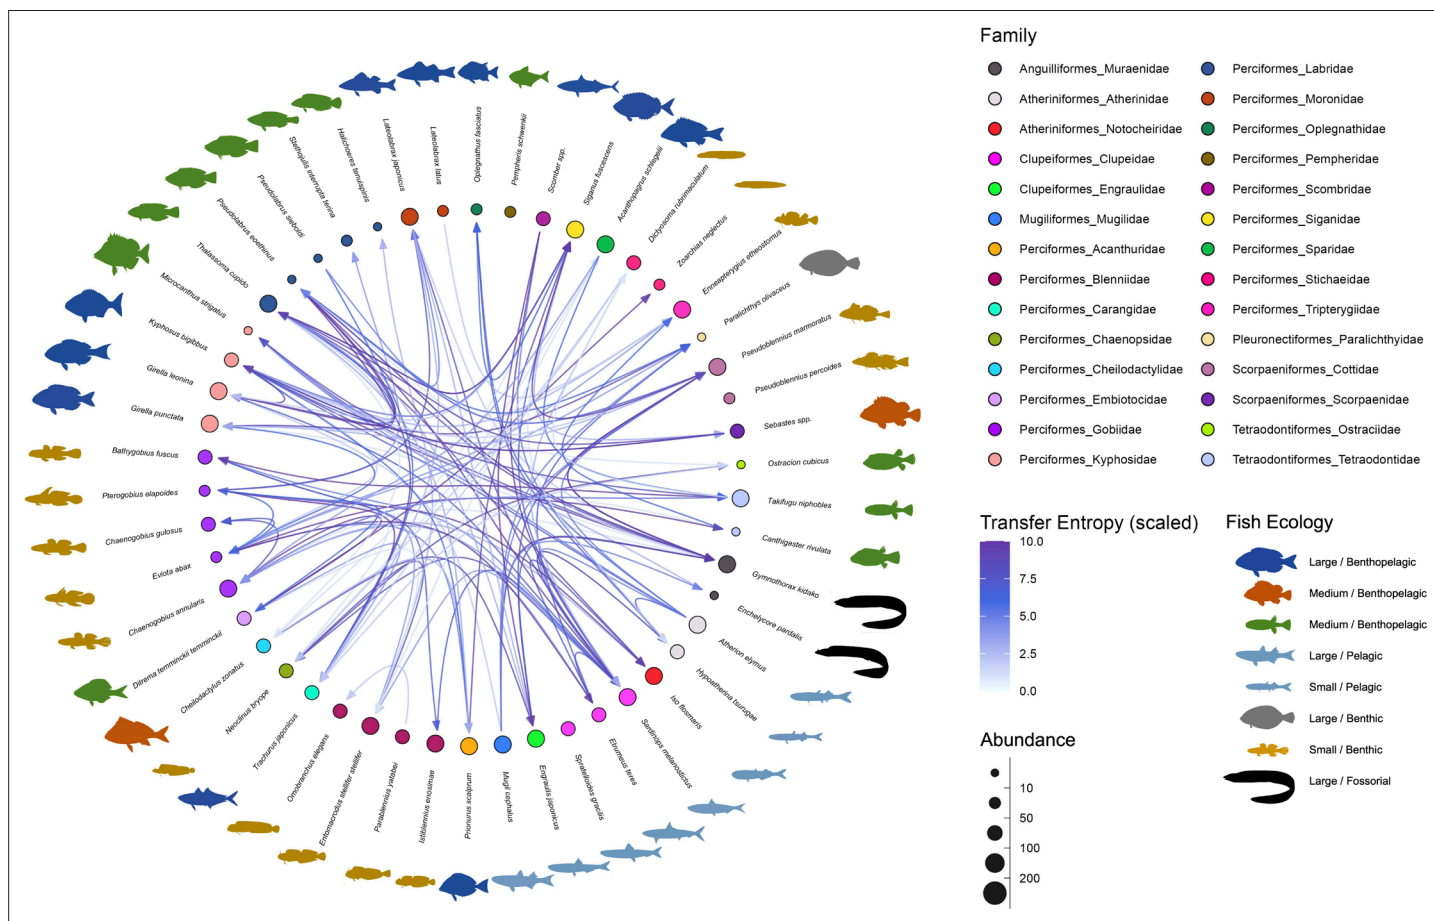 Lateolabrax japonicus
Lateolabrax latus
Oplegnathus fasciatus
Pempheris schwenkii
Scomber spp.
Siganus fuscescens
Acanthopagrus schlegelii
Dictyosoma rubrimaculatum
Zoarchias neglectus
Enneapterygius etheostomus
Paralichthys olivaceus
Pseudoblennius marmoratus
Pseudoblennius percoides
Sebastes spp.
Ostracion cubicus
Takifugu niphobles
Canthigaster rivulata
Gymnothorax kidako
Enchelycore pardalis
Atherion elymus
Hypoatherina tsurugae
Iso flosmaris
Sardinops melanostictus
Etrumeus teres
Spratelloides gracilis
Engraulis japonicus
Mugil cephalus
Prionurus scalprum
Istiblennius enosimae
Parablennius yatabei
Entomacrodus stellifer stellifer
Omobranchus elegans
Trachurus japonicus
Neoclinus bryope
Cheilodactylus zonatus
Ditrema temminckii temminckii
Chaenogobius annularis
Eviota abax
Chaenogobius gulosus
Pterogobius elapoides
Bathygobius fuscus
Girella punctata
Girella leonina
Kyphosus bigibbus
Microcanthus strigatus
Thalassoma cupido
Pseudolabrus eoethinus
Pseudolabrus sieboldi
Stethojulis interrupta terina
Halichoeres tenuispinis
Family
Anguilliformes_Muraenidae
Atheriniformes_Atherinidae
Atheriniformes_Notocheiridae
Clupeiformes_Clupeidae
Clupeiformes_Engraulidae
Mugiliformes_Mugilidae
Perciformes_Acanthuridae
Perciformes_Blenniidae
Perciformes_Carangidae
Perciformes_Chaenopsidae
Perciformes_Cheilodactylidae
Perciformes_Embiotocidae
Perciformes_Gobiidae
Perciformes_Kyphosidae
Perciformes_Labridae
Perciformes_Moronidae
Perciformes_Oplegnathidae
Perciformes_Pempheridae
Perciformes_Scombridae
Perciformes_Siganidae
Perciformes_Sparidae
Perciformes_Stichaeidae
Perciformes_Tripterygiidae
Pleuronectiformes_Paralichthyidae
Scorpaeniformes_Cottidae
Scorpaeniformes_Scorpaenidae
Tetraodontiformes_Ostraciidae
Tetraodontiformes_Tetraodontidae
Transfer Entropy (scaled)
10.0
7.5
5.0
2.5
0.0
Abundance
10
50
100
200
Fish Ecology
Large / Benthopelagic
Medium / Benthopelagic
Medium / Benthopelagic
Large / Pelagic
Small / Pelagic
Large / Benthic
Small / Benthic
Large / Fossorial